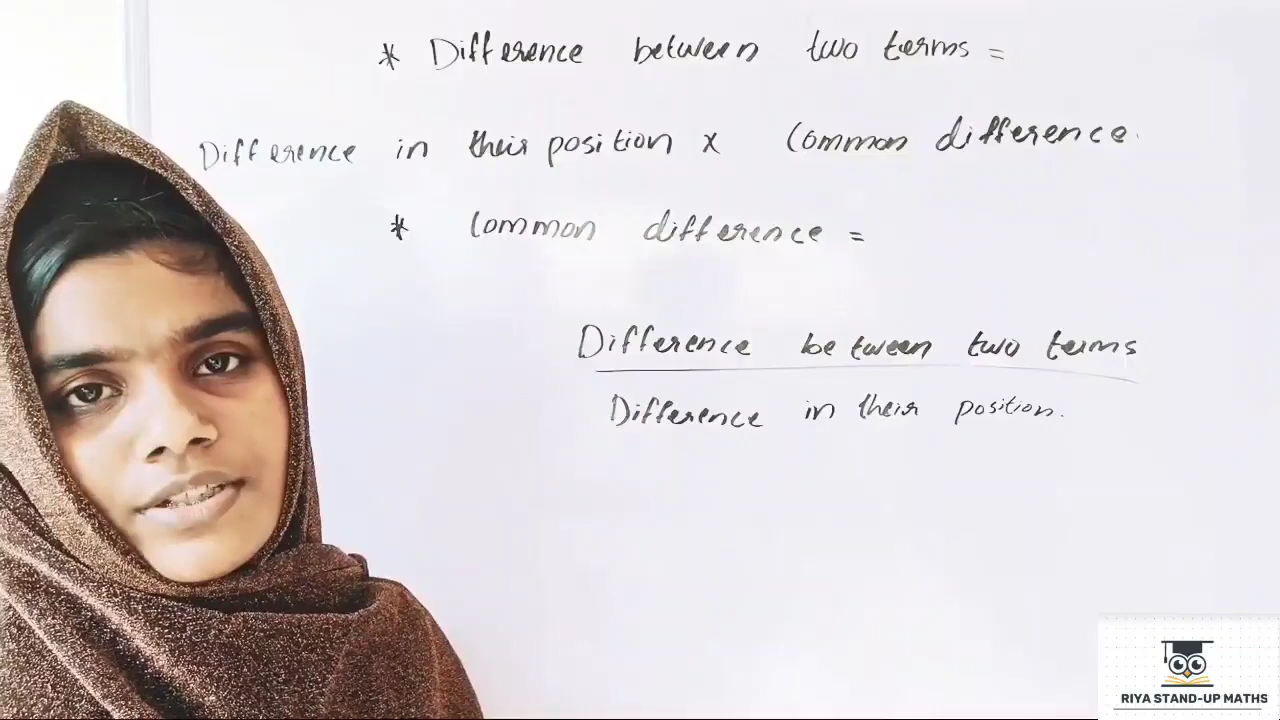 * Difference between two terms =
Difference in their position x Common difference.
* Common difference =
Difference between two terms
Difference in their position.
RIYA STAND-UP MATHS